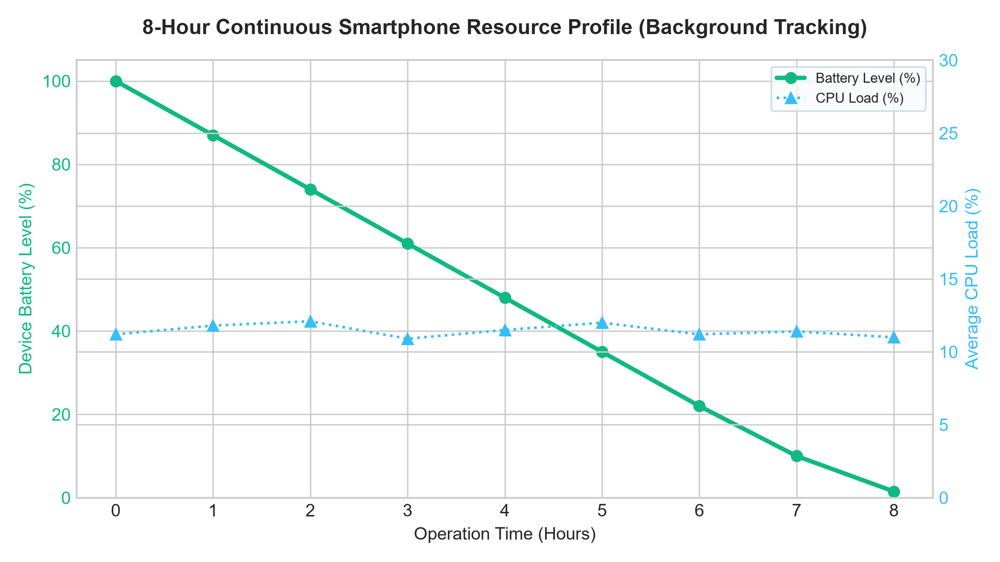 8-Hour Continuous Smartphone Resource Profile (Background Tracking)
Battery Level (%)
CPU Load (%)
Device Battery Level (%)
100
80
60
40
20
0
30
25
20
15
10
5
0
Average CPU Load (%)
0 1 2 3 4 5 6 7 8
Operation Time (Hours)